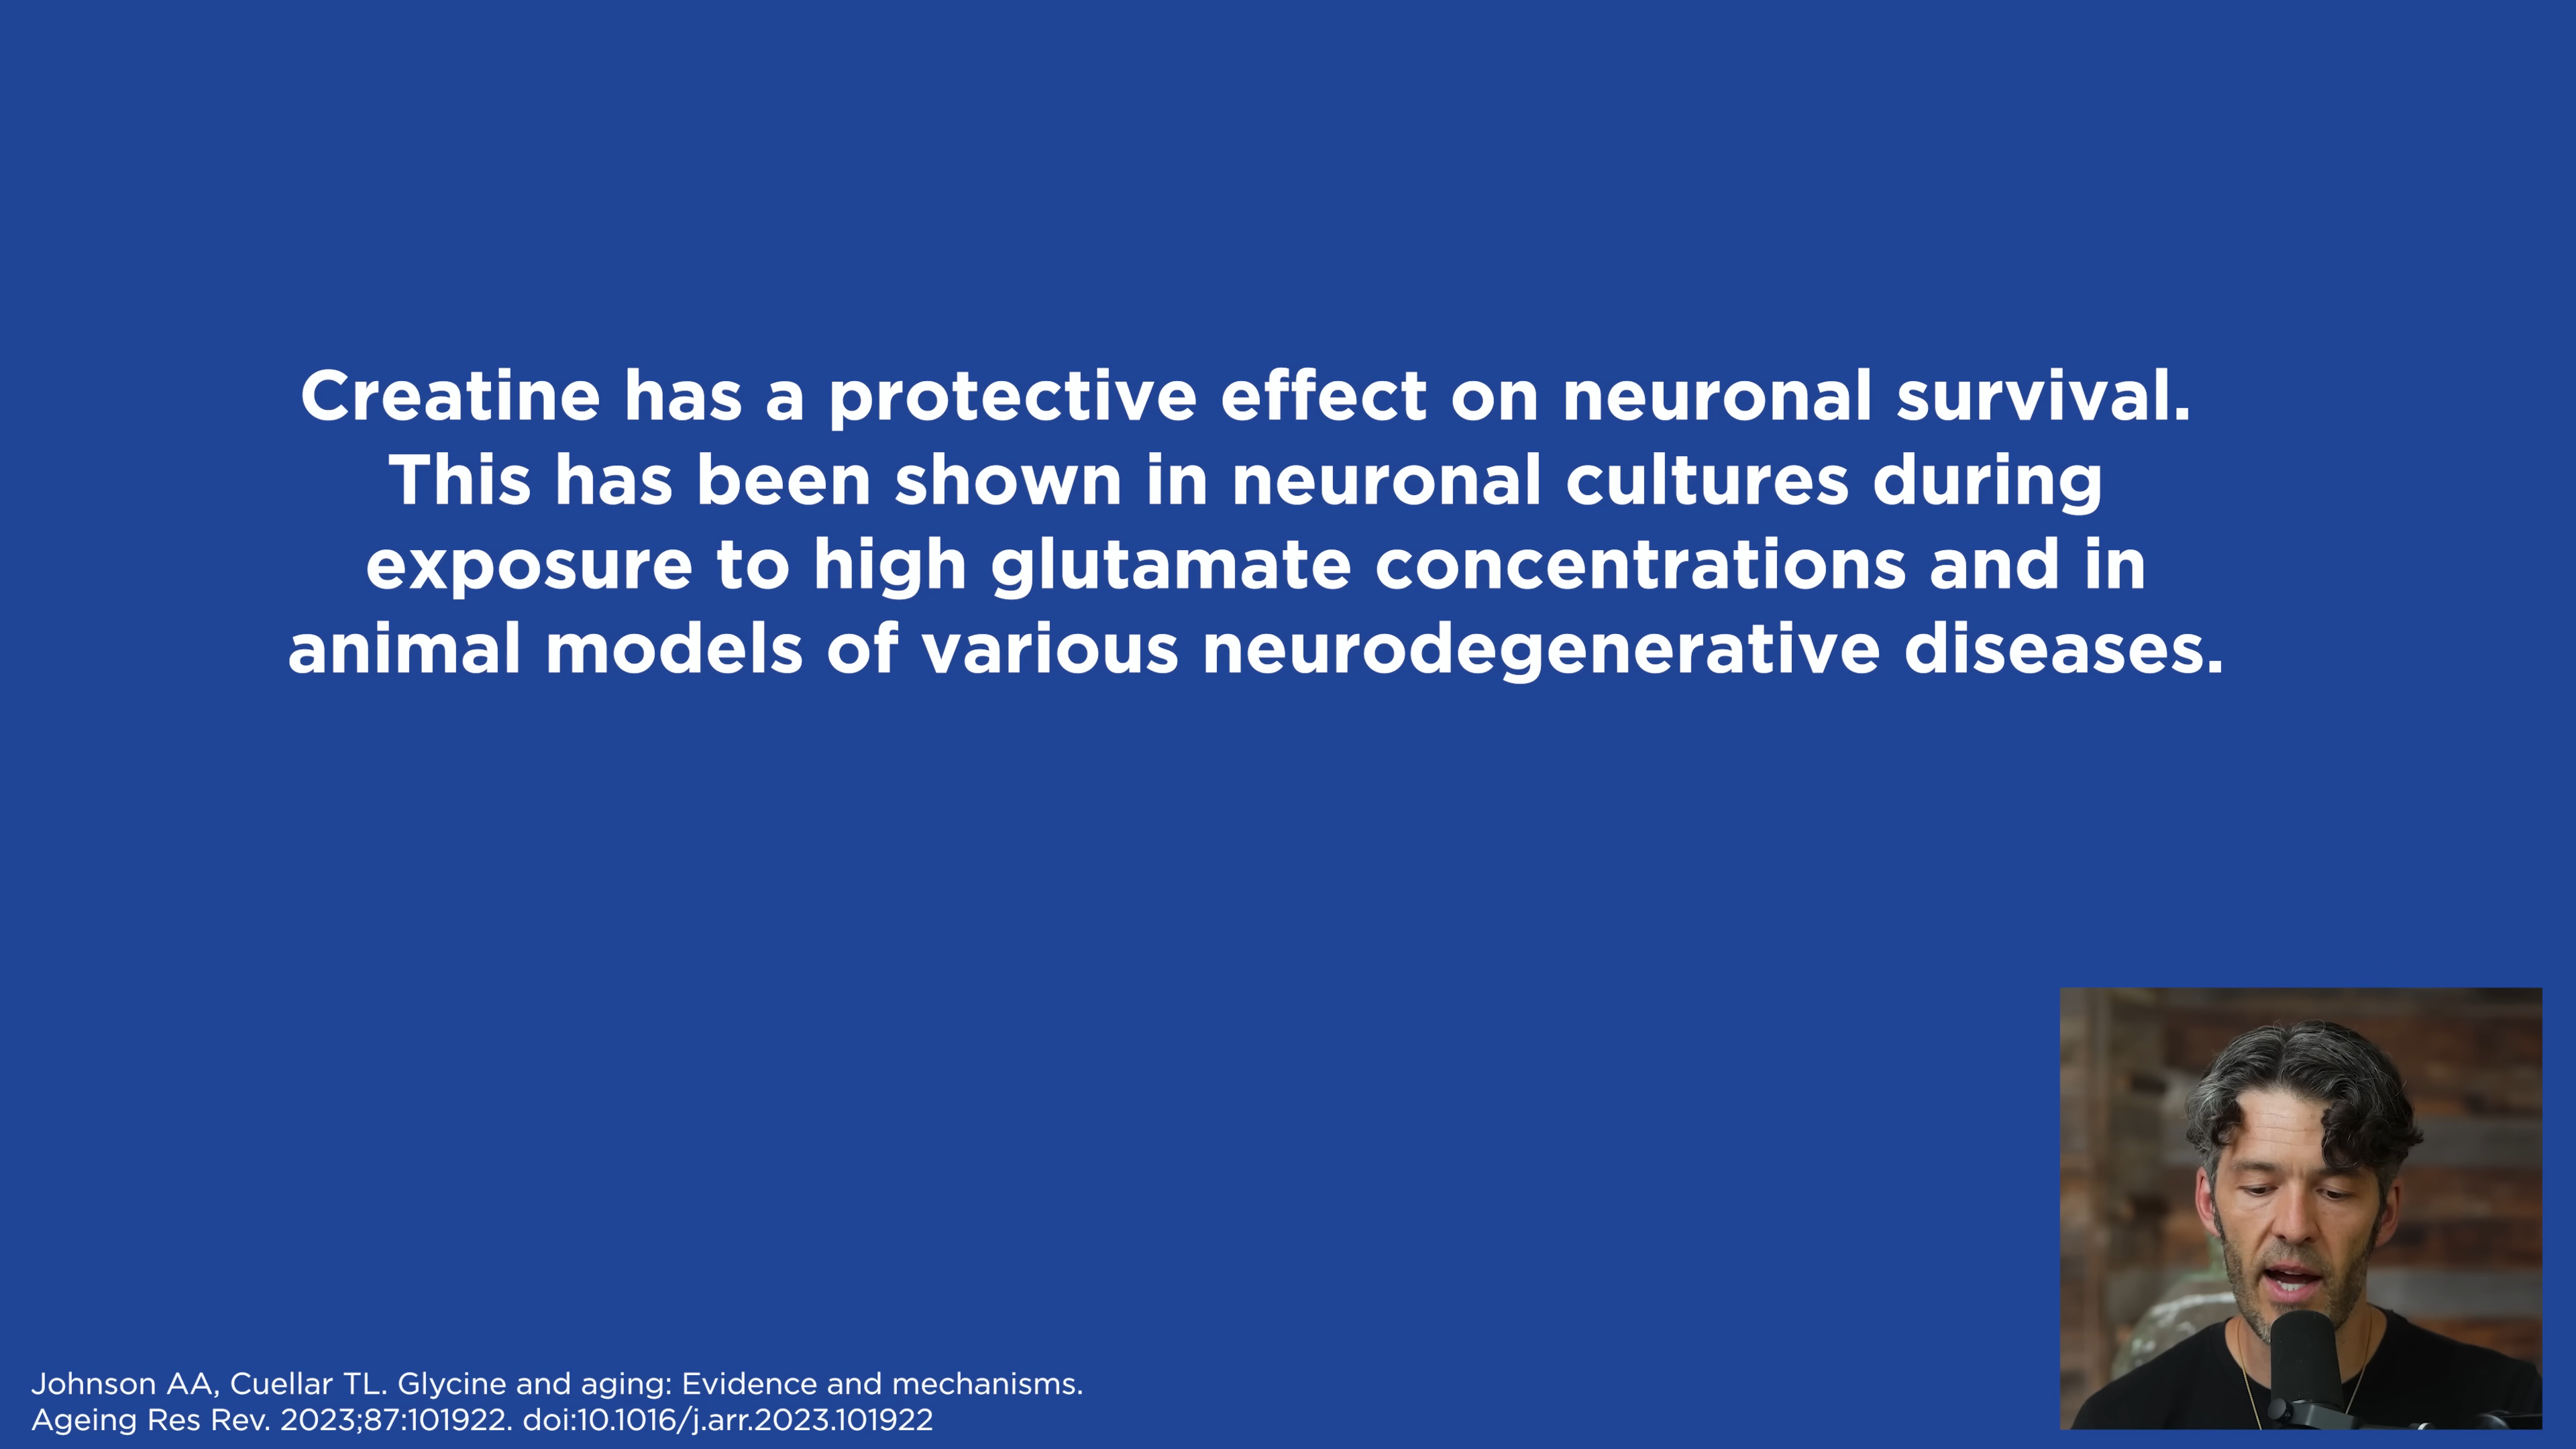 Creatine has a protective effect on neuronal survival.
This has been shown in neuronal cultures during
exposure to high glutamate concentrations and in
animal models of various neurodegenerative diseases.
Johnson AA, Cuellar TL. Glycine and aging: Evidence and mechanisms.
Ageing Res Rev. 2023;87:101922. doi:10.1016/j.arr.2023.101922